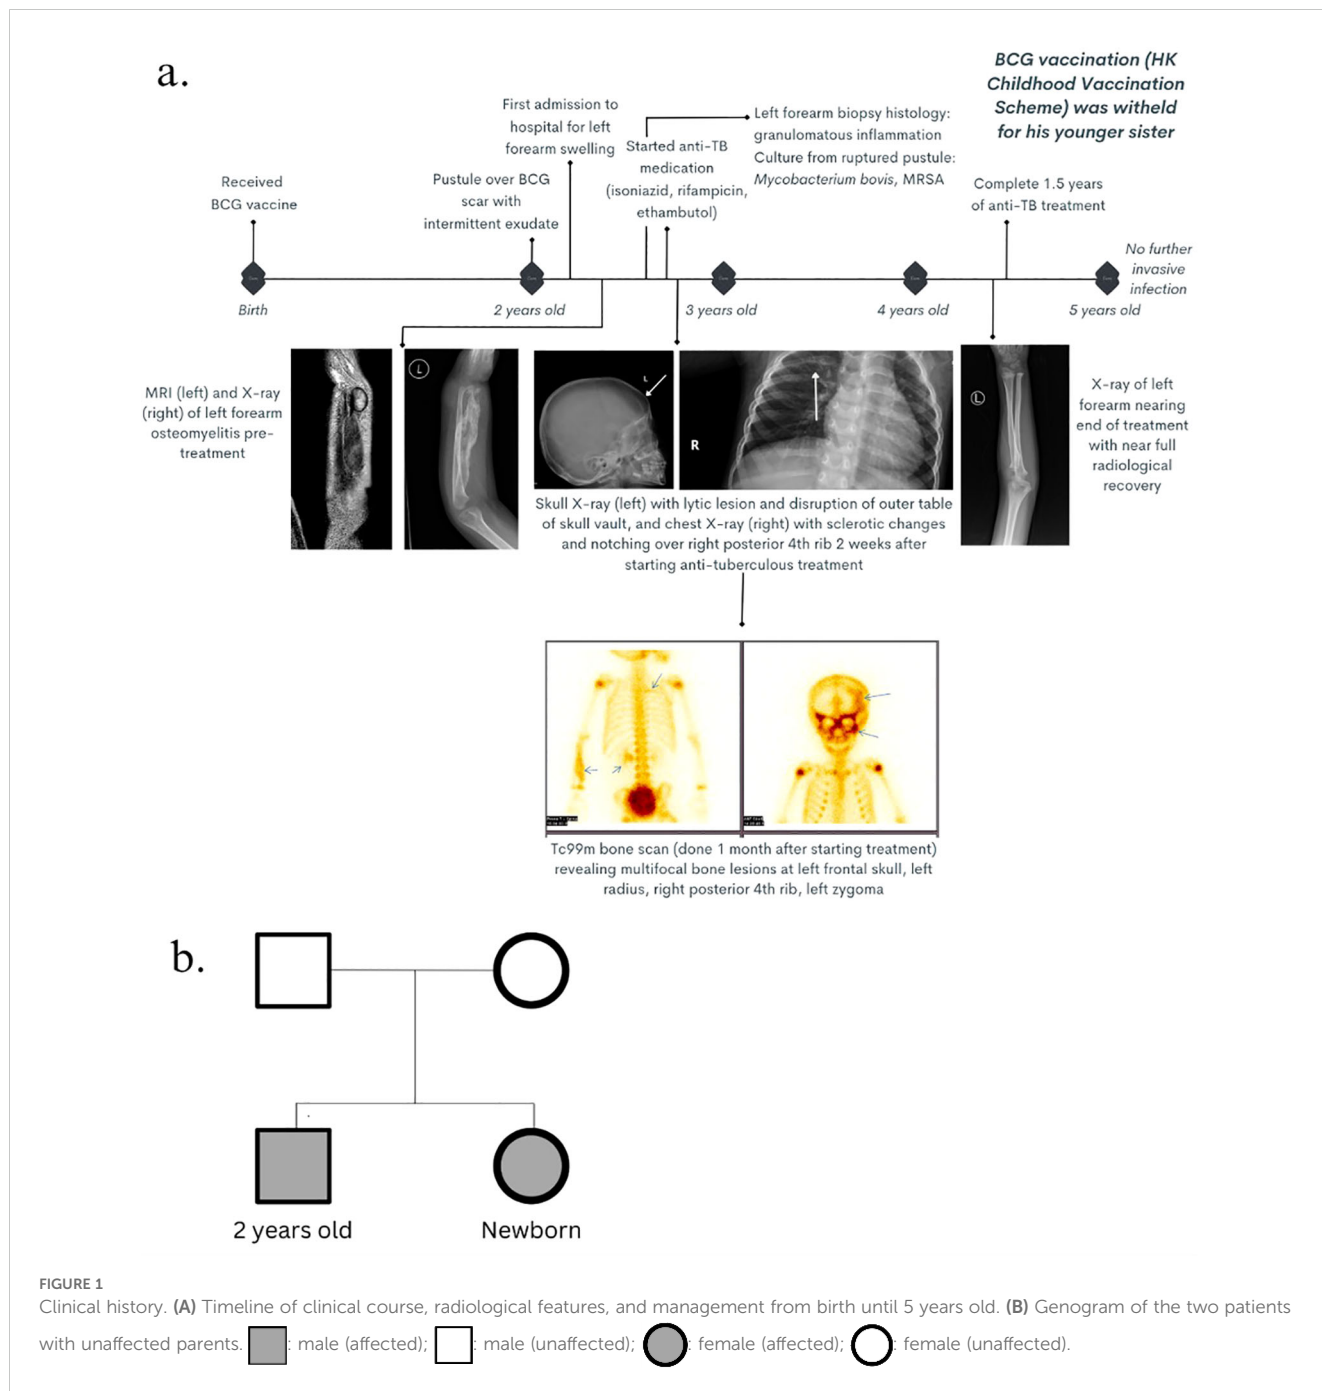 a.
BCG vaccination (HK
Childhood Vaccination
Scheme) was witheld
for his younger sister
First admission to
hospital for left
forearm swelling
Left forearm biopsy histology:
granulomatous inflammation
Culture from ruptured pustule:
Mycobacterium bovis, MRSA
Started anti-TB
medication
(isoniazid, rifampicin,
ethambutol)
Received
BCG vaccine
Pustule over BCG
scar with
intermittent exudate
Complete 1.5 years
of anti-TB treatment
No further
invasive
infection
Birth
2 years old
3 years old
4 years old
5 years old
MRI (left) and X-ray
(right) of left forearm
osteomyelitis pre-
treatment
L
L
R
L
X-ray of left
forearm nearing
end of treatment
with near full
radiological
recovery
Skull X-ray (left) with lytic lesion and disruption of outer table
of skull vault, and chest X-ray (right) with sclerotic changes
and notching over right posterior 4th rib 2 weeks after
starting anti-tuberculous treatment
Tc99m bone scan (done 1 month after starting treatment)
revealing multifocal bone lesions at left frontal skull, left
radius, right posterior 4th rib, left zygoma
b.
2 years old
Newborn
FIGURE 1
Clinical history. (A) Timeline of clinical course, radiological features, and management from birth until 5 years old. (B) Genogram of the two patients
with unaffected parents. : male (affected); : male (unaffected); : female (affected); : female (unaffected).